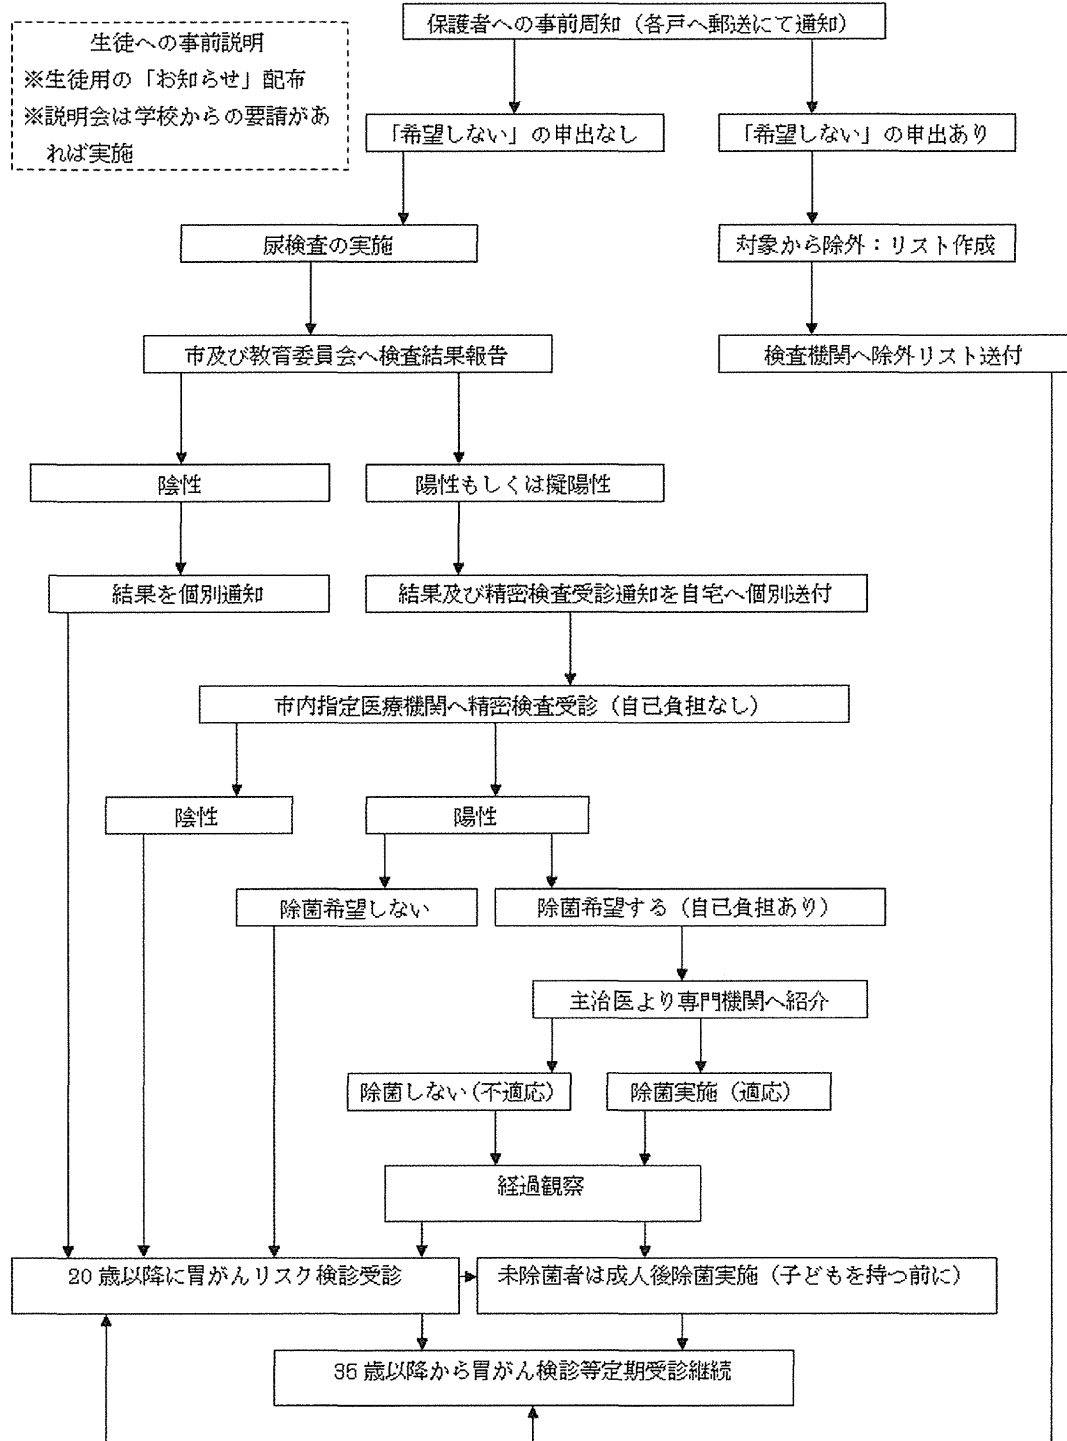 生徒への事前説明
※生徒用の「お知らせ」配布
※説明会は学校からの要請があ
れば実施
保護者への事前周知（各戸へ郵送にて通知）
「希望しない」の申出なし
「希望しない」の申出あり
尿検査の実施
対象から除外：リスト作成
市及び教育委員会へ検査結果報告
検査機関へ除外リスト送付
陰性
陽性もしくは擬陽性
結果を個別通知
結果及び精密検査受診通知を自宅へ個別送付
市内指定医療機関へ精密検査受診（自己負担なし）
陰性
陽性
除菌希望しない
除菌希望する（自己負担あり）
主治医より専門機関へ紹介
除菌しない（不適応）
除菌実施（適応）
経過観察
20 歳以降に胃がんリスク検診受診
未除菌者は成人後除菌実施（子どもを持つ前に）
35 歳以降から胃がん検診等定期受診継続